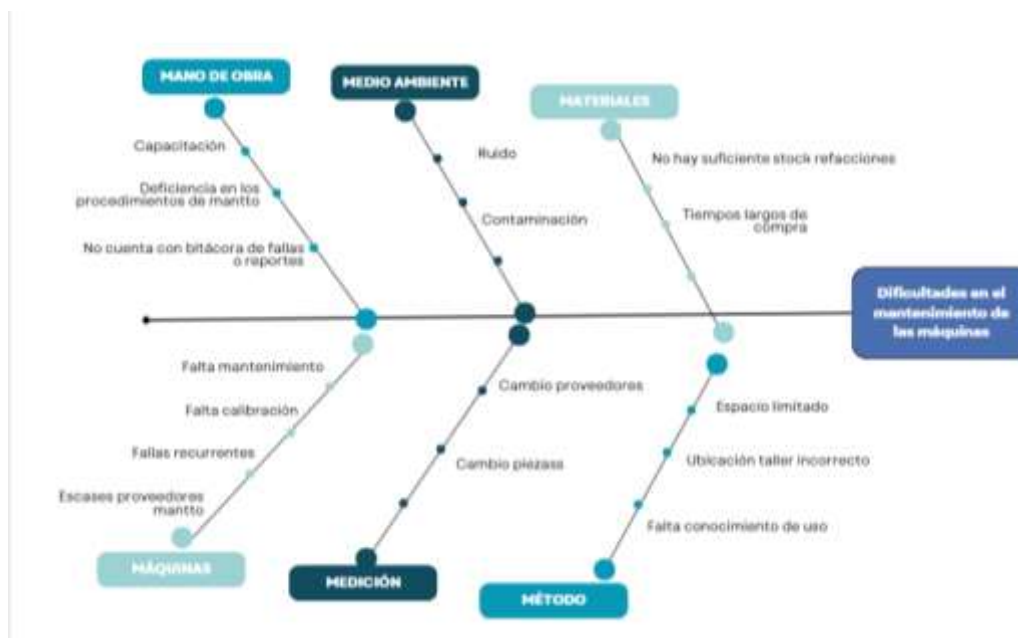 MANO DE OBRA
Capacitación
Deficiencia en los
procedimientos de mantto
No cuenta con bitácora de fallas
o reportes
MEDIO AMBIENTE
Ruido
Contaminación
MATERIALES
No hay suficiente stock refacciones
Tiempos largos de
compra
Dificultades en el
mantenimiento de
las máquinas
Falta mantenimiento
Falta calibración
Fallas recurrentes
Escases proveedores
mantto
MÁQUINAS
Cambio proveedores
Cambio piezass
MEDICIÓN
Espacio limitado
Ubicación taller incorrecto
Falta conocimiento de uso
MÉTODO